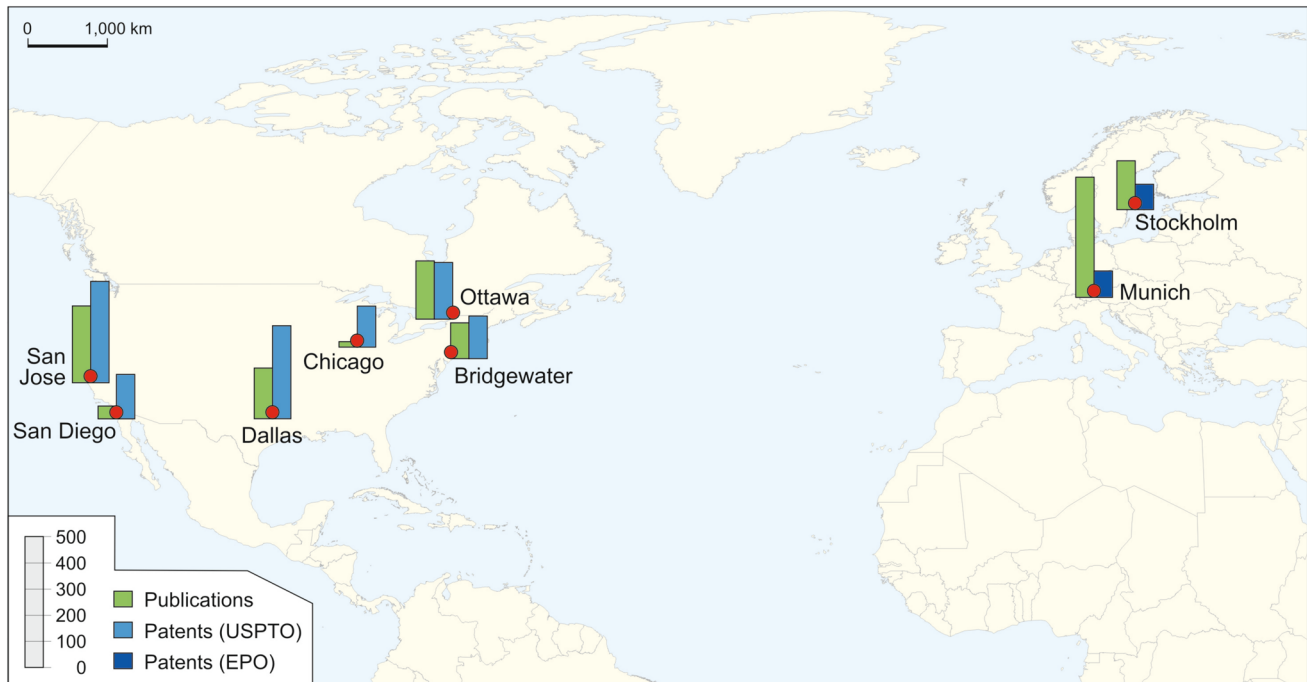 0 1,000 km
Stockholm
Munich
Ottawa
Chicago
Bridgewater
San
Jose
San Diego
Dallas
500
400
300
200
100
0
Publications
Patents (USPTO)
Patents (EPO)